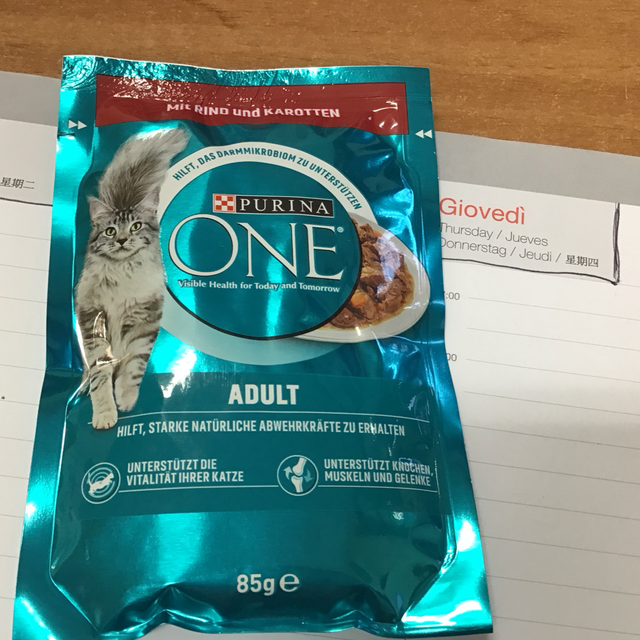 MIT RIND und KAROTTEN
HILFT, DAS DARMMIKROBIOM ZU UNTERSTÜTZEN
PURINA
ONE®
Visible Health for Today and Tomorrow
ADULT
HILFT, STARKE NATÜRLICHE ABWEHRKRÄFTE ZU ERHALTEN
UNTERSTÜTZT DIE
VITALITÄT IHRER KATZE
UNTERSTÜTZT KNOCHEN,
MUSKELN UND GELENKE
85g e
星期二
Giovedì
Thursday / Jueves
Donnerstag / Jeudi / 星期四
:00
00